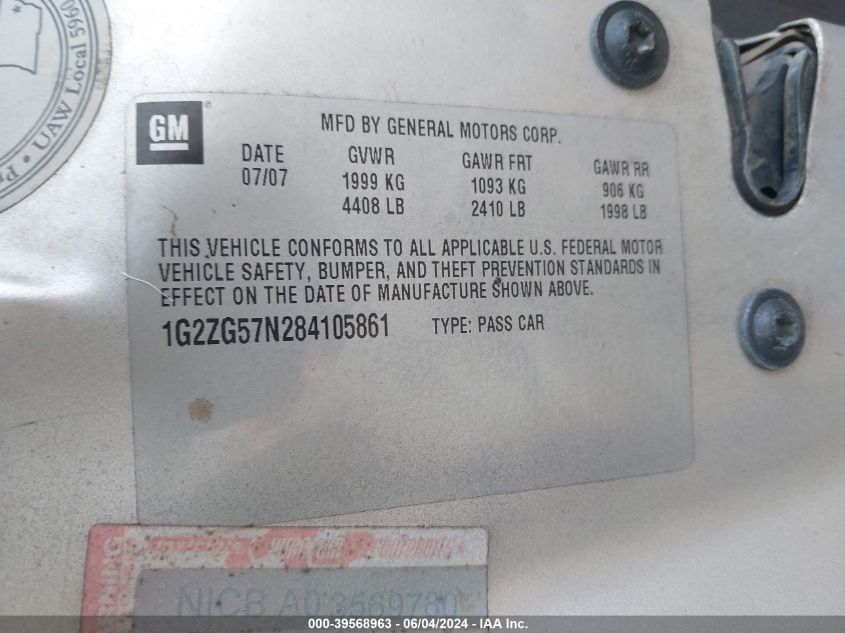 UAW Local 5960
GM ®
MFD BY GENERAL MOTORS CORP.
DATE GVWR GAWR FRT GAWR RR
07/07 1999 KG 1093 KG 906 KG
4408 LB 2410 LB 1998 LB
THIS VEHICLE CONFORMS TO ALL APPLICABLE U.S. FEDERAL MOTOR
VEHICLE SAFETY, BUMPER, AND THEFT PREVENTION STANDARDS IN
EFFECT ON THE DATE OF MANUFACTURE SHOWN ABOVE.
1G2ZG57N284105861 TYPE: PASS CAR
NICB A03569780
000-39568963 - 06/04/2024 - IAA Inc.